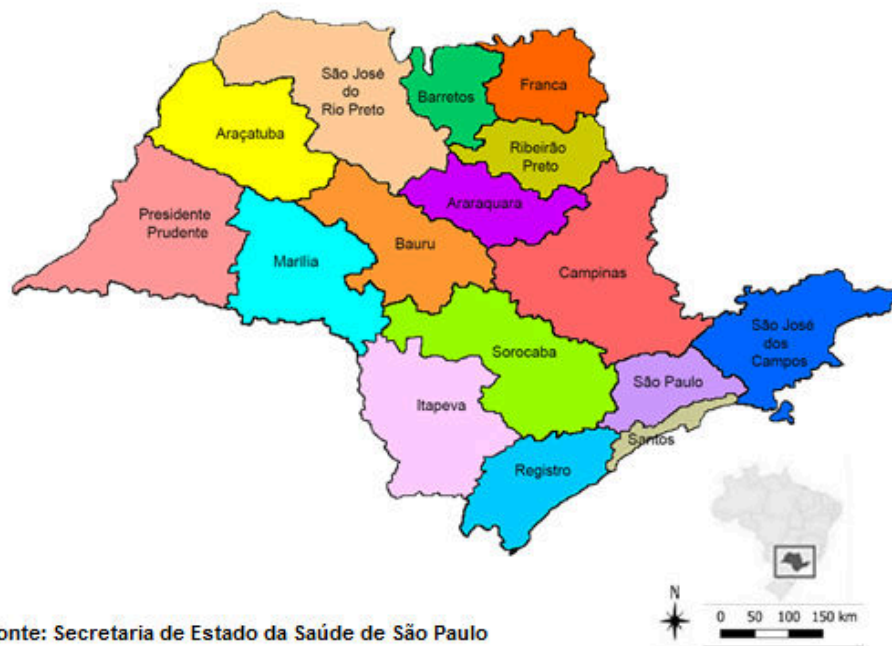 São José
do
Rio Preto
Barretos
Franca
Araçatuba
Ribeirão
Preto
Araraquara
Presidente
Prudente
Bauru
Marília
Campinas
São José
dos
Campos
Sorocaba
São Paulo
Itapeva
Santos
Registro
N
0 50 100 150 km
onte: Secretaria de Estado da Saúde de São Paulo